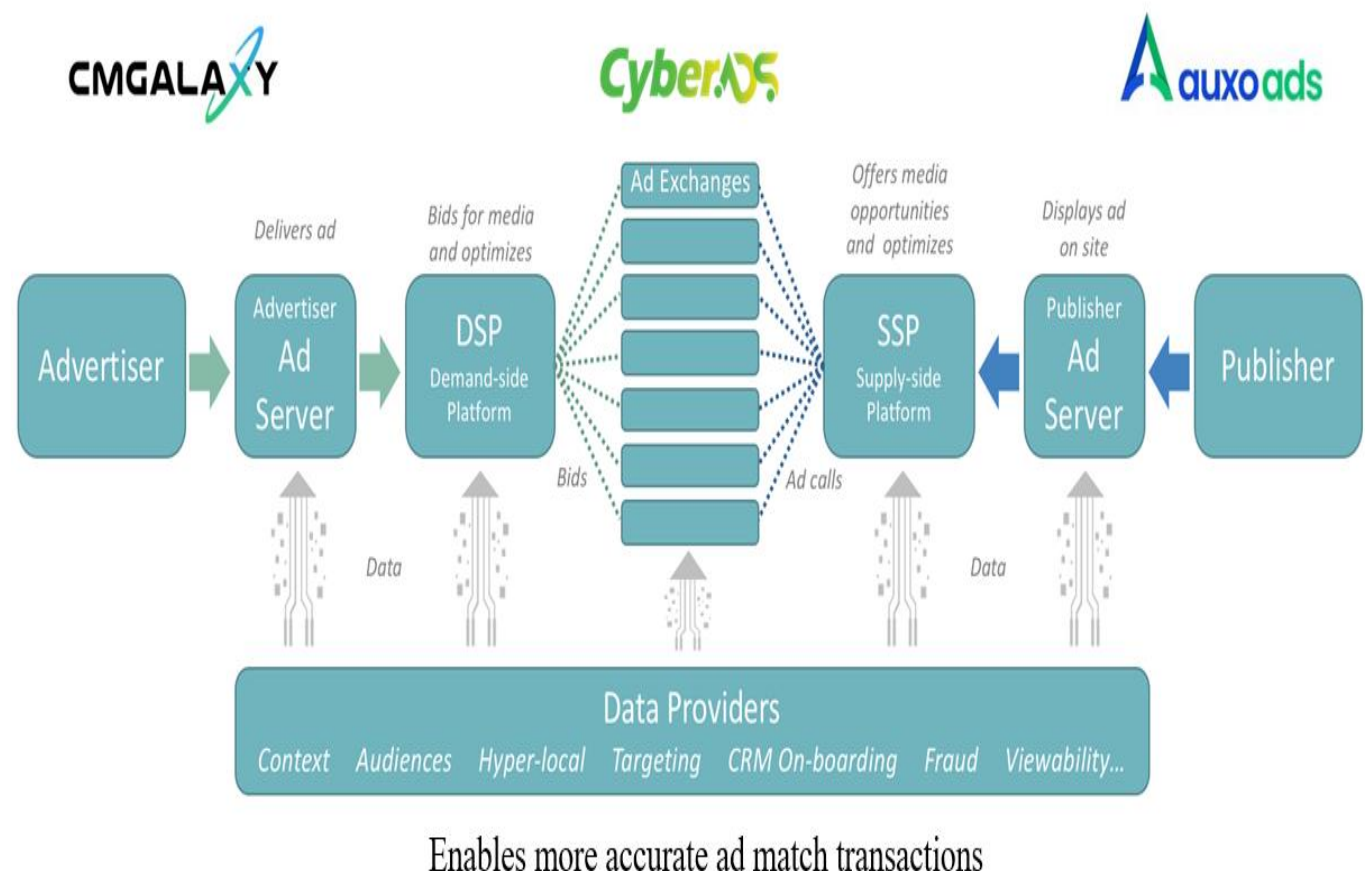 CMGALAXY
CyberADS
auxoads
Ad Exchanges
Delivers ad
Bids for media
and optimizes
Offers media
opportunities
and optimizes
Displays ad
on site
Advertiser
Advertiser
Ad
Server
DSP
Demand-side
Platform
SSP
Supply-side
Platform
Publisher
Ad
Server
Publisher
Bids
Ad calls
Data
Data
Data Providers
Context Audiences Hyper-local Targeting CRM On-boarding Fraud Viewability...
Enables more accurate ad match transactions